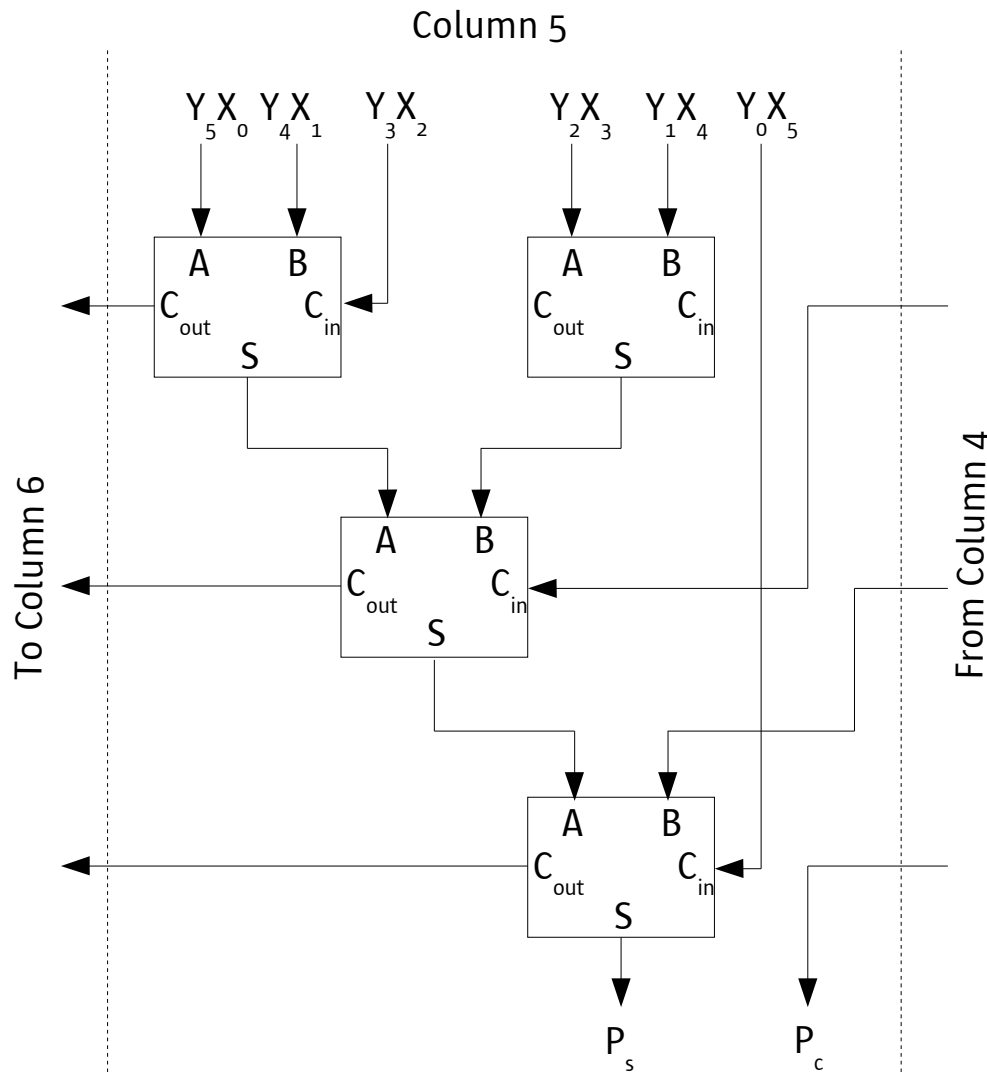 Column 5
Y5X0 Y4X1 Y3X2 Y2X3 Y1X4 Y0X5
A B A B
Cout Cin Cout Cin
S S
To Column 6
From Column 4
A B
Cout Cin
S
A B
Cout Cin
S
Ps Pc